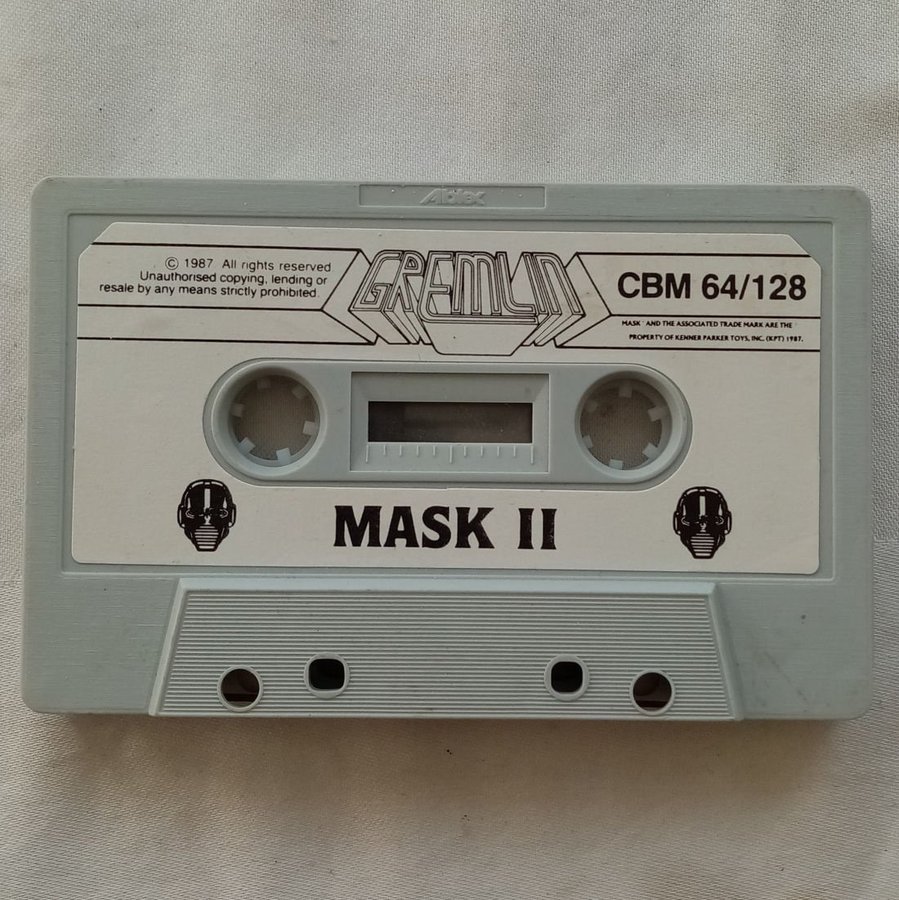 Ablex
© 1987 All rights reserved
Unauthorised copying, lending or
resale by any means strictly prohibited.
GREMLIN
CBM 64/128
MASK AND THE ASSOCIATED TRADE MARK ARE THE
PROPERTY OF KENNER PARKER TOYS, INC. (KPT) 1987.
MASK II